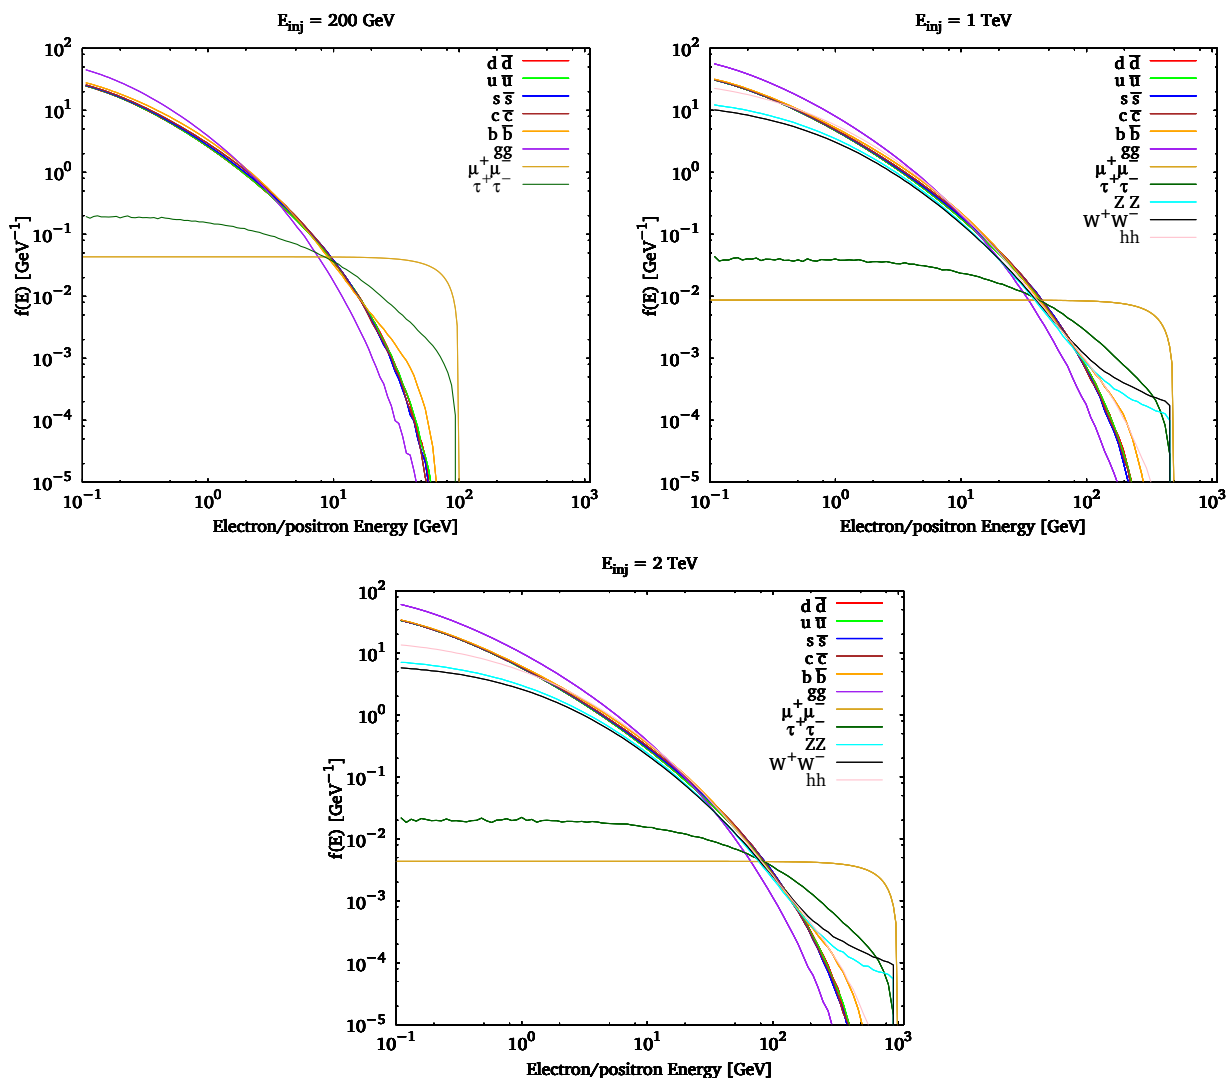 E_inj = 200 GeV
10^2
10^1
10^0
10^−1
10^−2
10^−3
10^−4
10^−5
f(E) [GeV^−1]
d d̅
u u̅
s s̅
c c̅
b b̅
gg
μ^+ μ^−
τ^+ τ^−
10^−1 10^0 10^1 10^2 10^3
Electron/positron Energy [GeV]
E_inj = 1 TeV
10^2
10^1
10^0
10^−1
10^−2
10^−3
10^−4
10^−5
f(E) [GeV^−1]
d d̅
u u̅
s s̅
c c̅
b b̅
gg
μ^+ μ^−
τ^+ τ^−
Z Z
W^+ W^−
hh
10^−1 10^0 10^1 10^2 10^3
Electron/positron Energy [GeV]
E_inj = 2 TeV
10^2
10^1
10^0
10^−1
10^−2
10^−3
10^−4
10^−5
f(E) [GeV^−1]
d d̅
u u̅
s s̅
c c̅
b b̅
gg
μ^+ μ^−
τ^+ τ^−
ZZ
W^+ W^−
hh
10^−1 10^0 10^1 10^2 10^3
Electron/positron Energy [GeV]